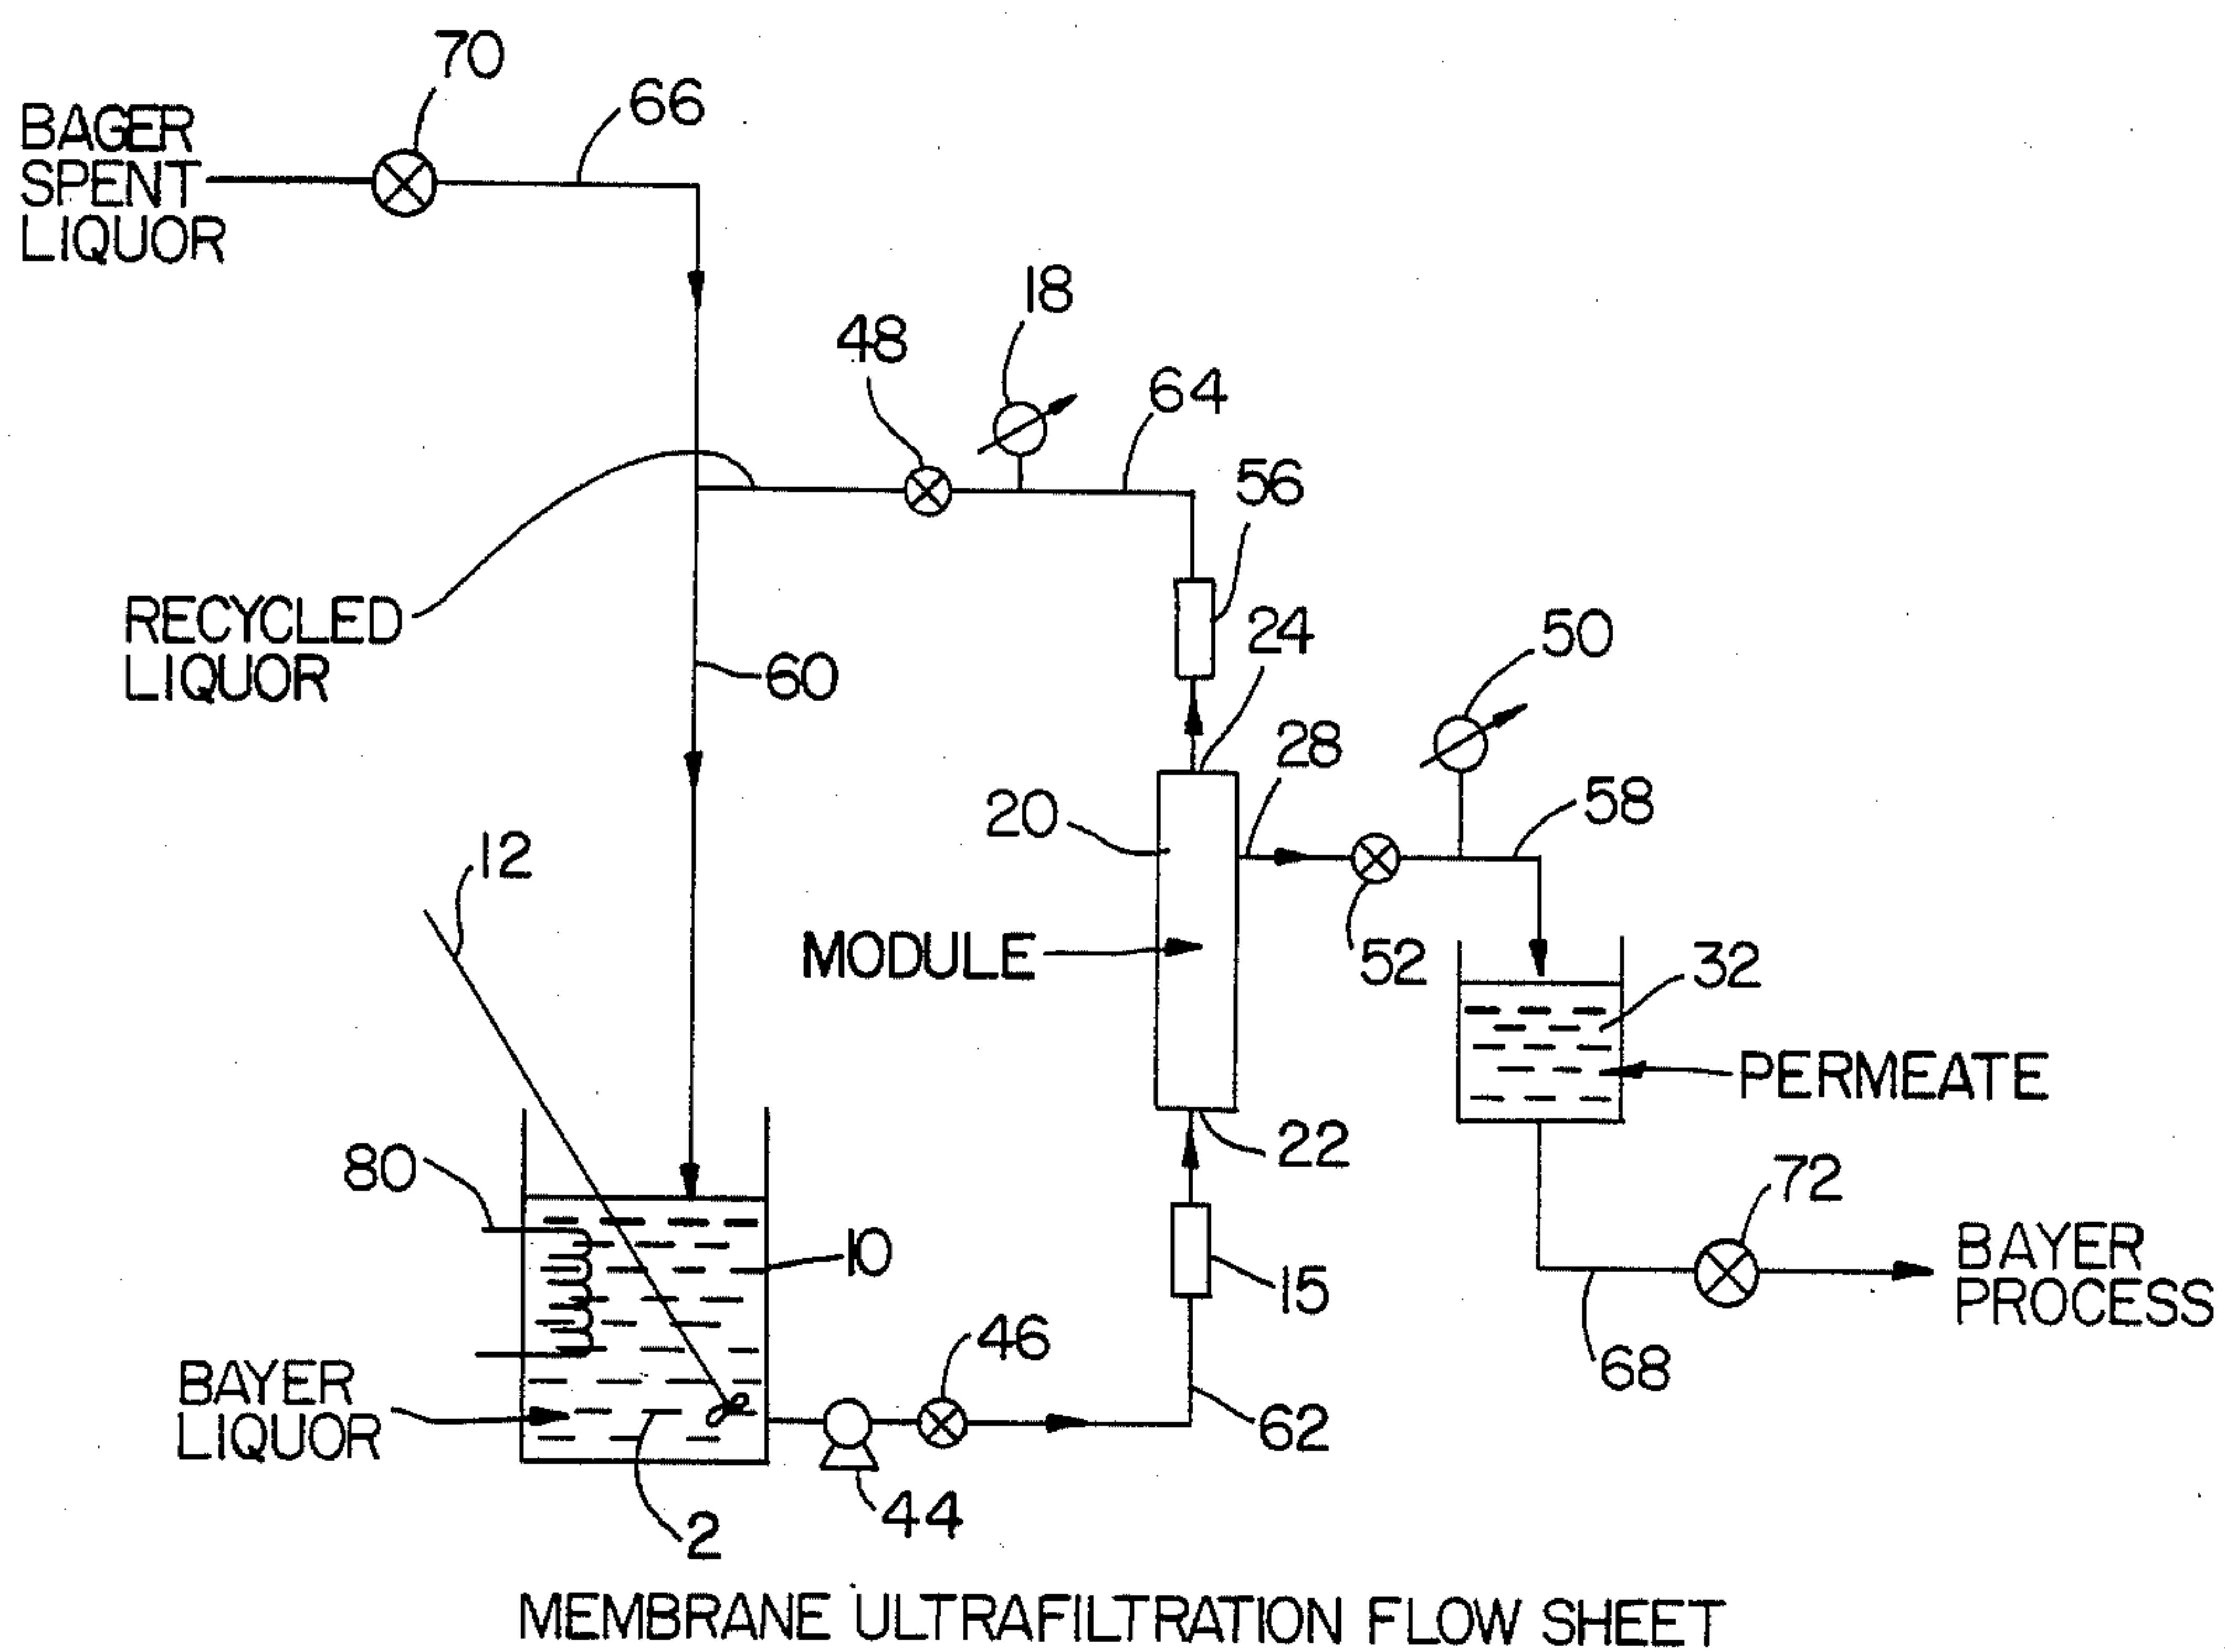 70
66
BAGER
SPENT
LIQUOR
18
48
64
56
RECYCLED
LIQUOR
24
50
60
28
58
20
12
MODULE
52
32
PERMEATE
80
22
72
10
15
BAYER
PROCESS
46
68
BAYER
LIQUOR
62
44
2
MEMBRANE ULTRAFILTRATION FLOW SHEET